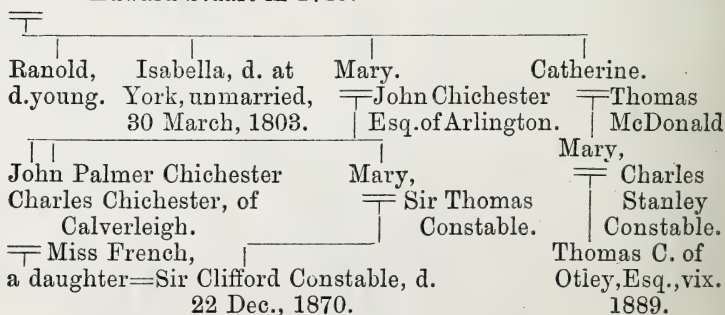 Ranold, Isabella, d. at Mary. Catherine.
d.young. York, unmarried, John Chichester Thomas
30 March, 1803. Esq. of Arlington. McDonald
Mary,
John Palmer Chichester Mary, Charles
Charles Chichester, of Sir Thomas Stanley
Calverleigh. Constable. Constable.
Miss French, Thomas C. of
a daughter=Sir Clifford Constable, d. Otley, Esq., vix.
22 Dec., 1870. 1889.